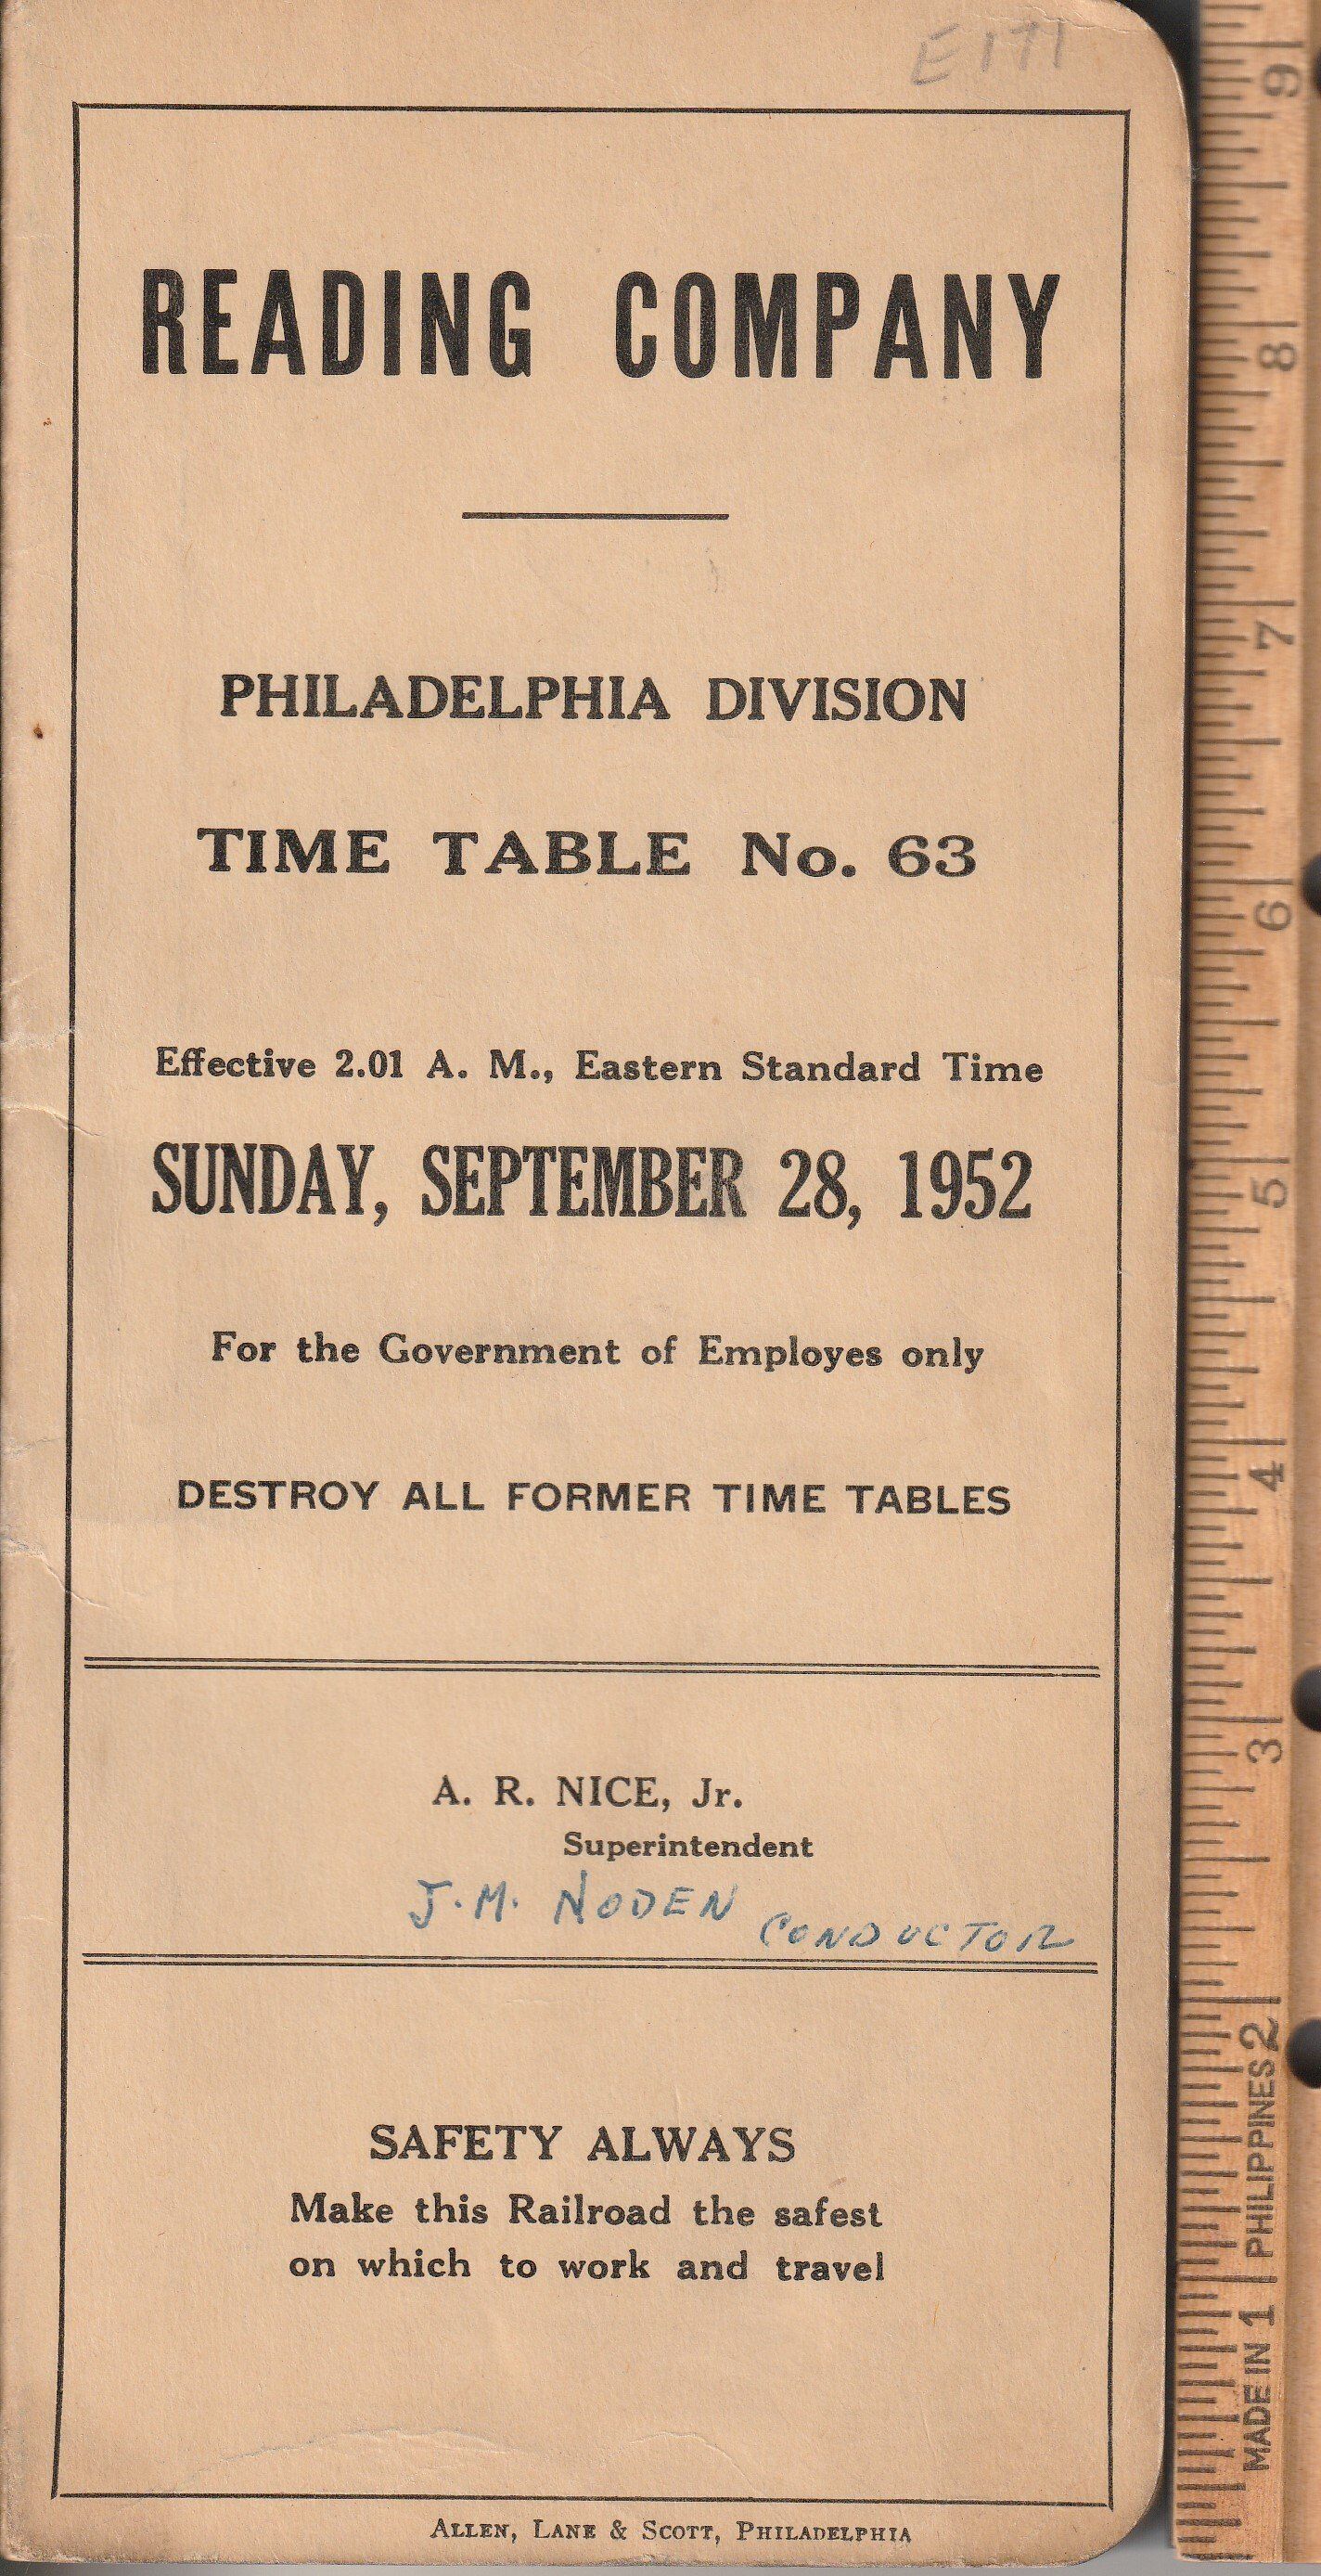 E171
READING COMPANY
PHILADELPHIA DIVISION
TIME TABLE No. 63
Effective 2.01 A. M., Eastern Standard Time
SUNDAY, SEPTEMBER 28, 1952
For the Government of Employes only
DESTROY ALL FORMER TIME TABLES
A. R. NICE, Jr.
Superintendent
J.M. NODEN CONDUCTOR
SAFETY ALWAYS
Make this Railroad the safest
on which to work and travel
ALLEN, LANE & SCOTT, PHILADELPHIA
9
8
7
6
5
4
3
2
1
MADE IN PHILIPPINES